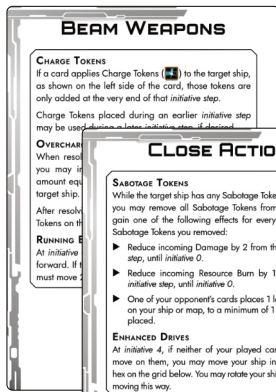 BEAM WEAPONS
CHARGE TOKENS
If a card applies Charge Tokens ( ) to the target ship,
as shown on the left side of the card, those tokens are
only added at the very end of that initiative step.
Charge Tokens placed during an earlier initiative step
may be used during a later initiative step, if desired.
OVERCHAR
When resol
you may i
amount equ
target ship.
After resolv
Tokens on th
RUNNING
At initiative
forward. If t
must move
CLOSE ACTIO
SABOTAGE TOKENS
While the target ship has any Sabotage Toke
you may remove all Sabotage Tokens from
gain one of the following effects for every
Sabotage Tokens you removed:
▶ Reduce incoming Damage by 2 from th
step, until initiative 0.
▶ Reduce incoming Resource Burn by 1
step, until initiative 0.
▶ One of your opponent's cards places 1 l
on your ship or map, to a minimum of 1
placed.
ENHANCED DRIVES
At initiative 4, if neither of your played car
move on them, you may move your ship in
hex on the grid below. You may rotate your shi
moving this way.